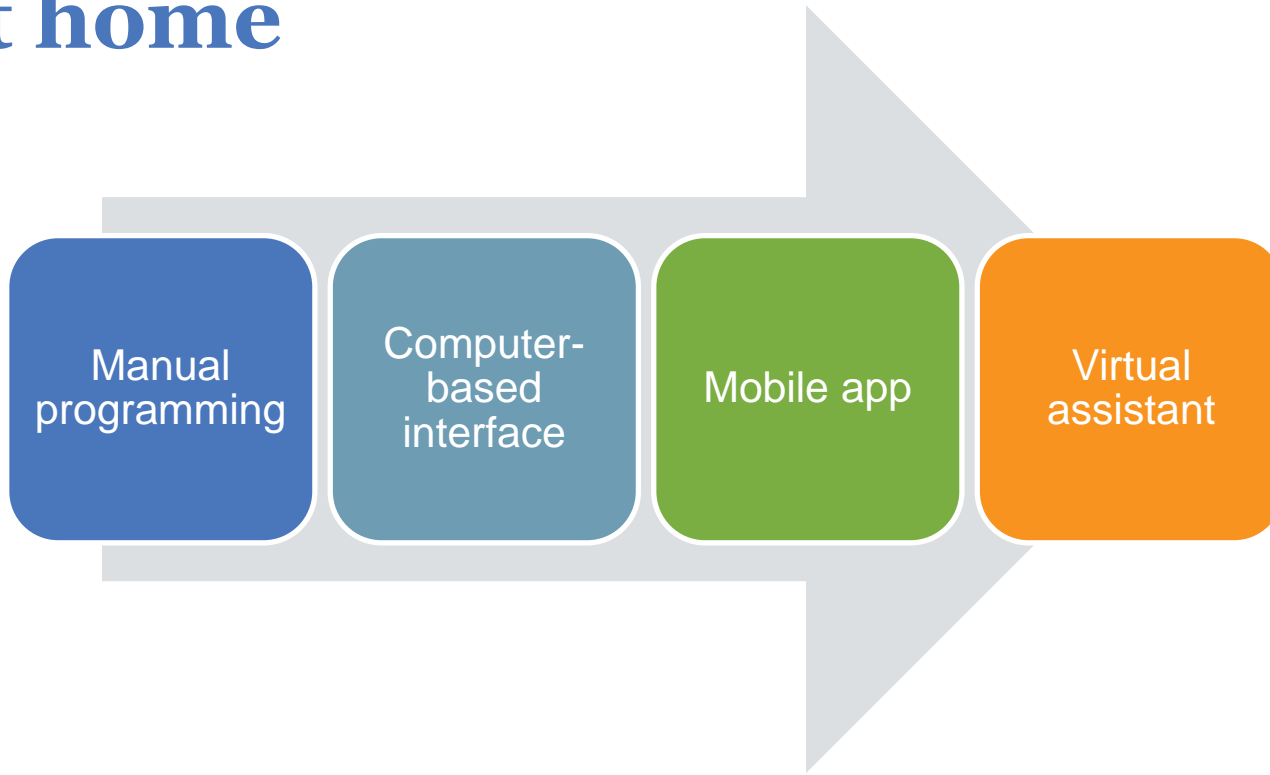 t home
Manual
programming
Computer-
based
interface
Mobile app
Virtual
assistant